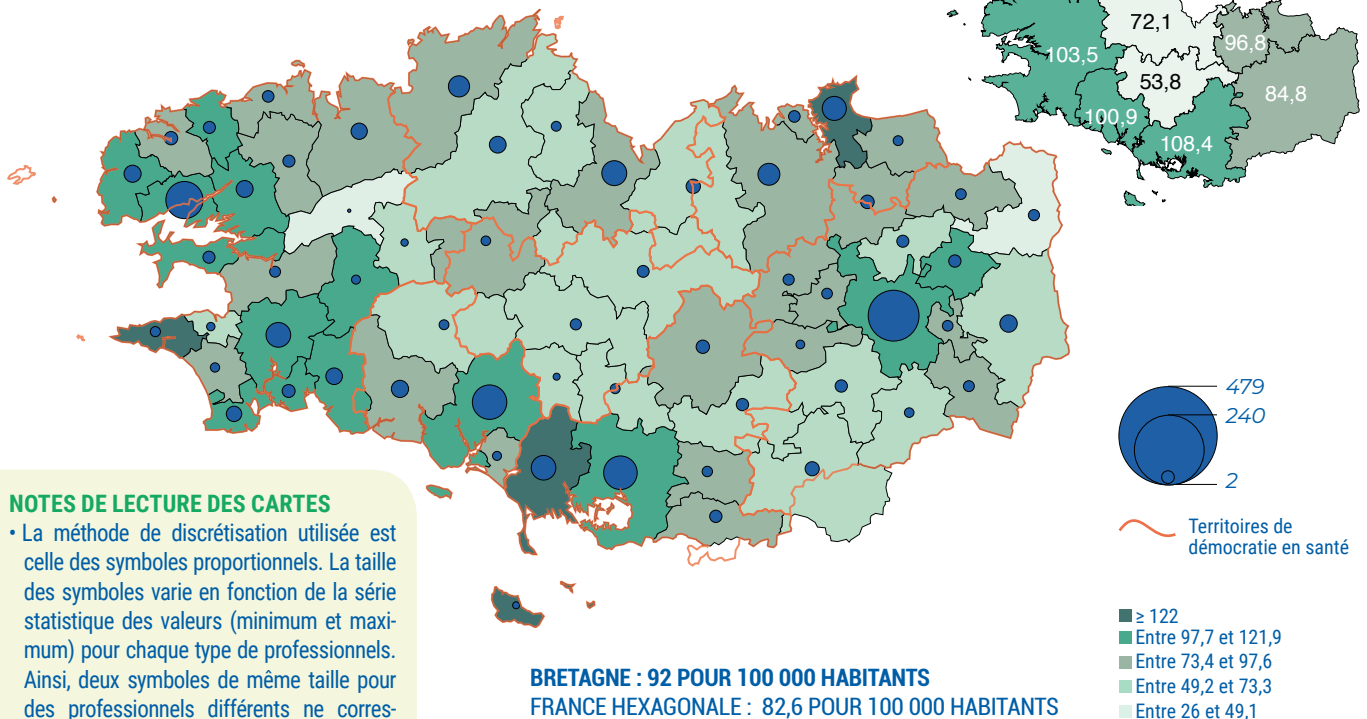 72,1
96,8
103,5
53,8
84,8
100,9
108,4
479
240
2
Territoires de
démocratie en santé
≥ 122
Entre 97,7 et 121,9
Entre 73,4 et 97,6
Entre 49,2 et 73,3
Entre 26 et 49,1
NOTES DE LECTURE DES CARTES
• La méthode de discrétisation utilisée est
celle des symboles proportionnels. La taille
des symboles varie en fonction de la série
statistique des valeurs (minimum et maxi-
mum) pour chaque type de professionnels.
Ainsi, deux symboles de même taille pour
des professionnels différents ne corres-
BRETAGNE : 92 POUR 100 000 HABITANTS
FRANCE HEXAGONALE : 82,6 POUR 100 000 HABITANTS